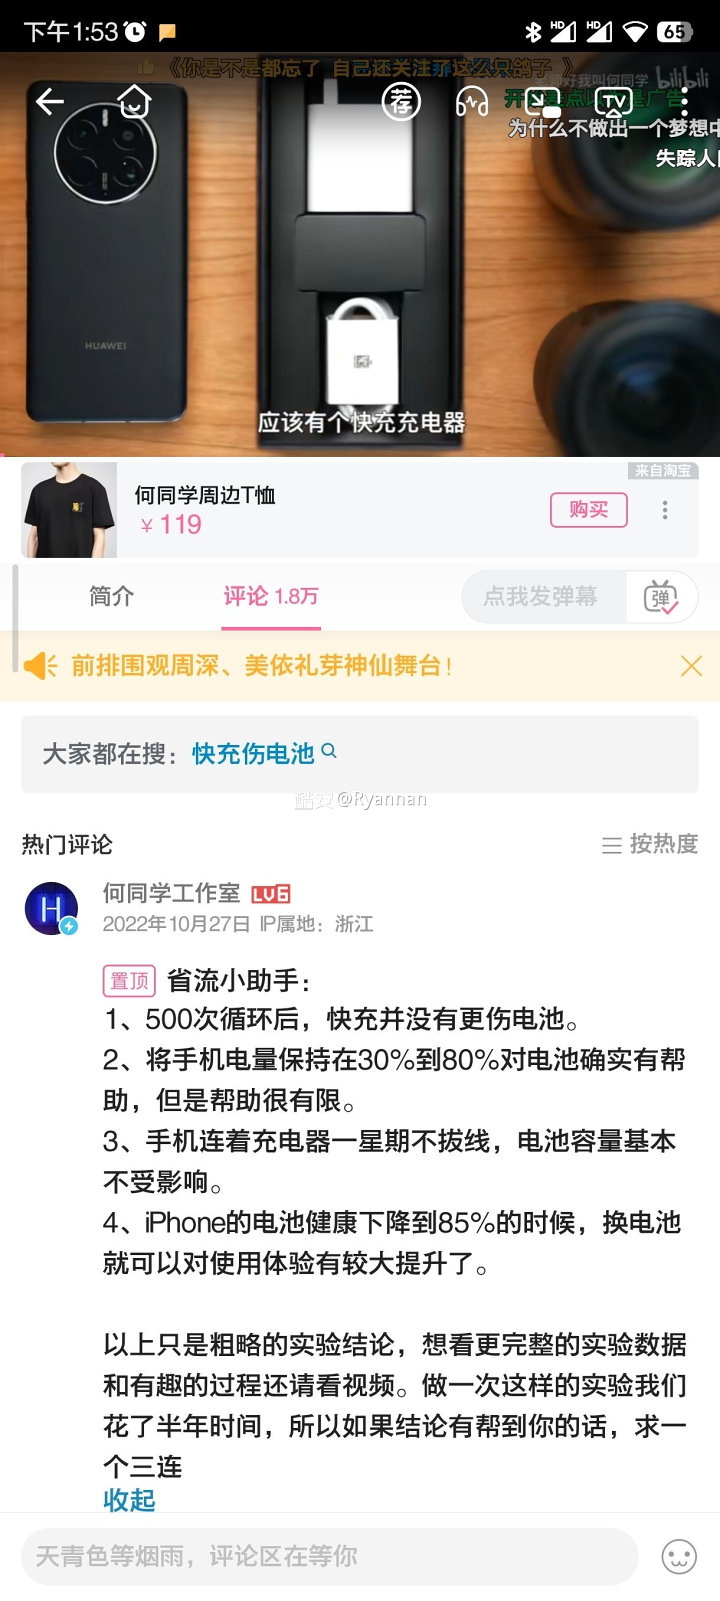 下午1:53
HD
HD
65
《你是不是都忘了 自己还关注了这么只鸽子 》
老师好我叫何同学 bilibili
荐
TV
为什么不做出一个梦想中
失踪人
HUAWEI
应该有个快充充电器
来自淘宝
何同学周边T恤
¥119
购买
简介
评论 1.8万
点我发弹幕
弹
前排围观周深、美依礼芽神仙舞台！
大家都在搜：快充伤电池
酷安@Ryannan
热门评论
按热度
何同学工作室 LV6
2022年10月27日 IP属地：浙江
置顶 省流小助手：
1、500次循环后，快充并没有更伤电池。
2、将手机电量保持在30%到80%对电池确实有帮
助，但是帮助很有限。
3、手机连着充电器一星期不拔线，电池容量基本
不受影响。
4、iPhone的电池健康下降到85%的时候，换电池
就可以对使用体验有较大提升了。
以上只是粗略的实验结论，想看更完整的实验数据
和有趣的过程还请看视频。做一次这样的实验我们
花了半年时间，所以如果结论有帮到你的话，求一
个三连
收起
天青色等烟雨，评论区在等你